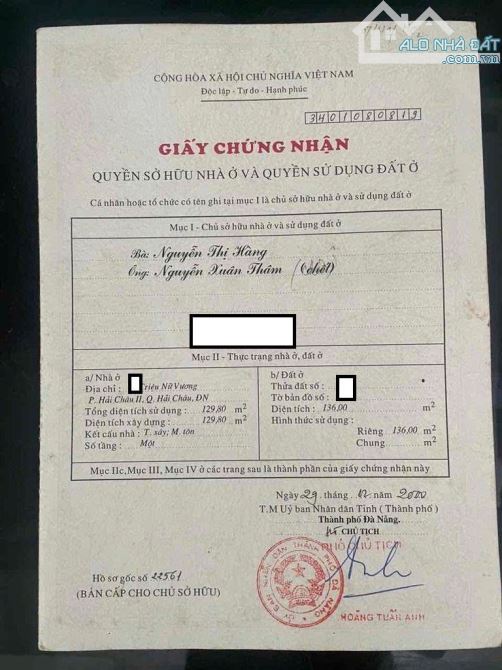 ALO NHÀ ĐẤT
CỘNG HÒA XÃ HỘI CHỦ NGHĨA VIỆT NAM
Độc lập - Tự do - Hạnh phúc
3401080819
GIẤY CHỨNG NHẬN
QUYỀN SỞ HỮU NHÀ Ở VÀ QUYỀN SỬ DỤNG ĐẤT Ở
Cá nhân hoặc tổ chức có tên ghi tại mục I là chủ sở hữu nhà ở và sử dụng đất ở
Mục I - Chủ sở hữu nhà ở và sử dụng đất ở
Bà: Nguyễn Thị Hàng
Ông: Nguyễn Xuân Thâm (chết)
Mục II - Thực trạng nhà ở, đất ở
a/ Nhà ở
Địa chỉ : Triệu Nữ Vương
P. Hải Châu II, Q. Hải Châu, ĐN
Tổng diện tích sử dụng : 129,80 m2
Diện tích xây dựng : 129,80 m2
Kết cấu nhà : T. xây; M. tôn
Số tầng : Một
b/ Đất ở
Thửa đất số :
Tờ bản đồ số :
Diện tích : 136,00 m2
Hình thức sử dụng :
Riêng : 136,00 m2
Chung m2
Mục IIc, Mục III, Mục IV ở các trang sau là thành phần của giấy chứng nhận này
Ngày 29 tháng 12 năm 2000
T.M Uỷ ban Nhân dân Tỉnh ( Thành phố )
Thành phố Đà Nẵng.
KT CHỦ TỊCH
PHÓ CHỦ TỊCH
ỦY BAN NHÂN DÂN THÀNH PHỐ ĐÀ NẴNG
HOÀNG TUẤN ANH
Hồ sơ gốc số 22561
(BẢN CẤP CHO CHỦ SỞ HỮU)